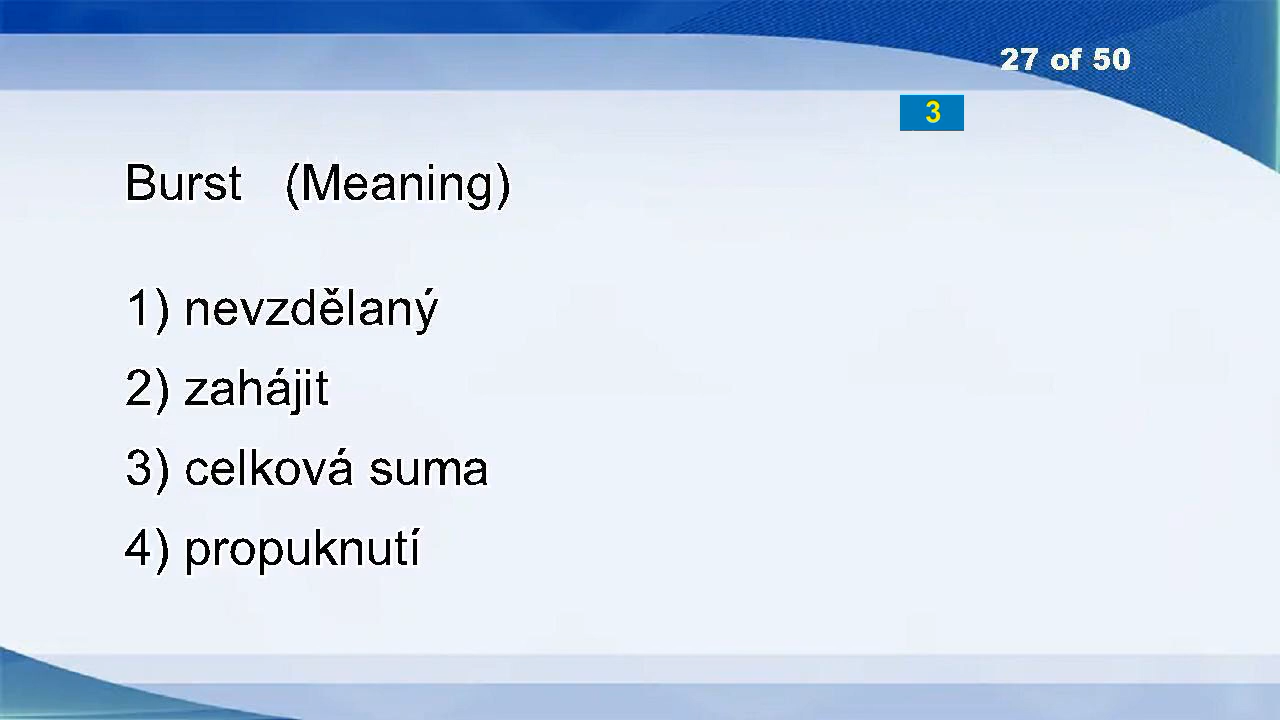 27 of 50
3
Burst (Meaning)
1) nevzdělaný
2) zahájit
3) celková suma
4) propuknutí